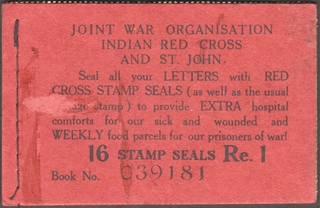 JOINT WAR ORGANISATION
INDIAN RED CROSS
AND ST. JOHN.
Seal all your LETTERS with RED
CROSS STAMP SEALS (as well as the usual
stamp) to provide EXTRA hospital
comforts for our sick and wounded, and
WEEKLY food parcels for our prisoners of war!
16 STAMP SEALS Re. 1
Book No. 039181